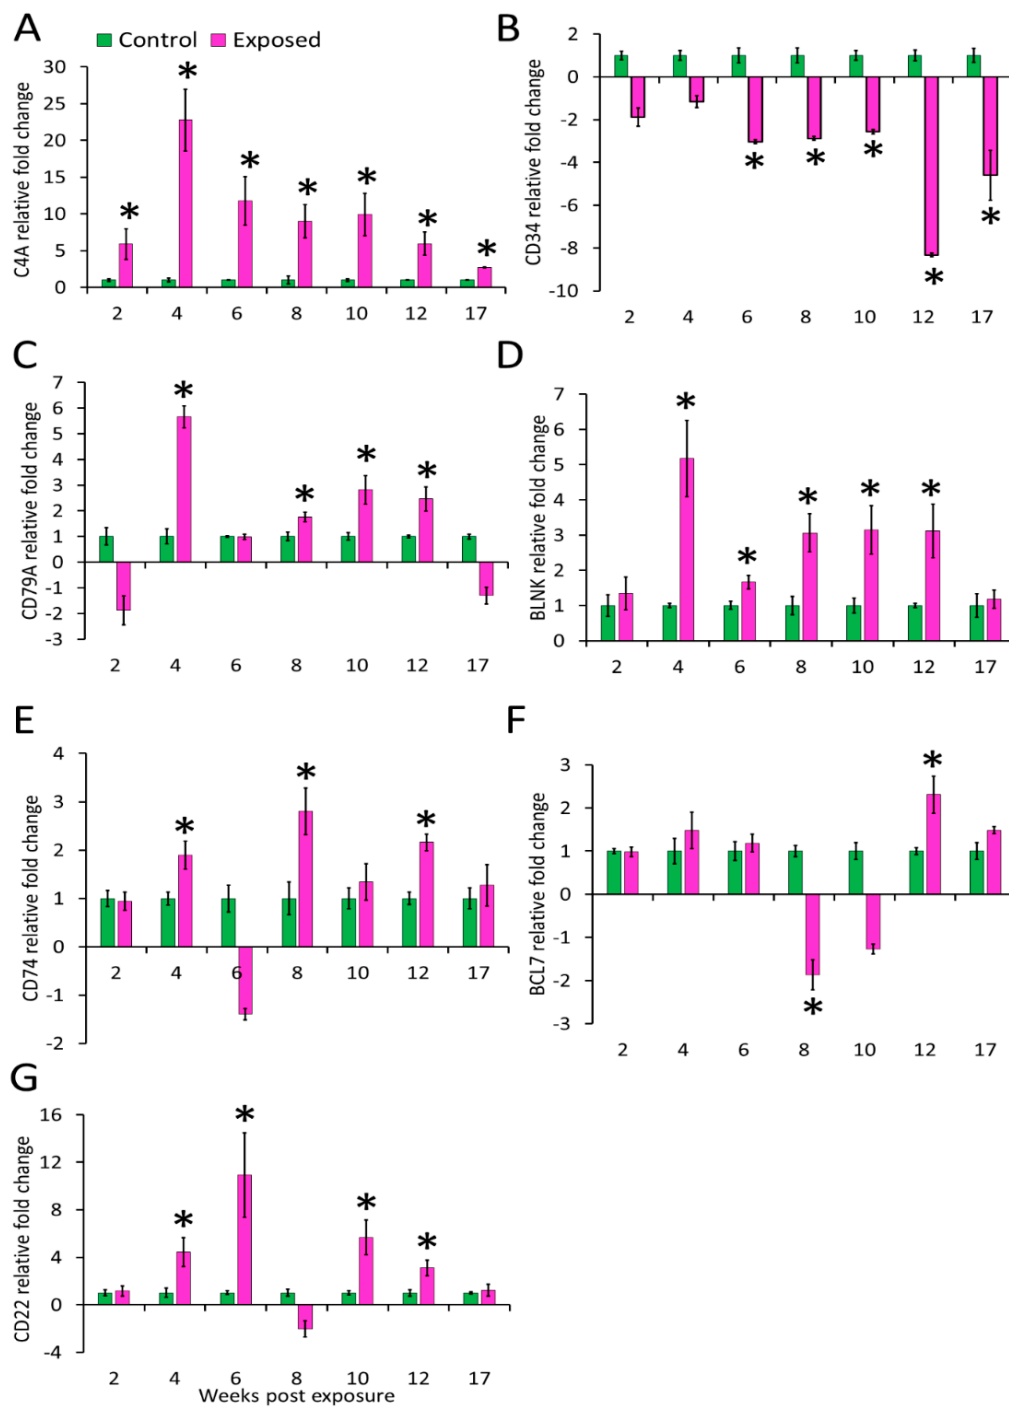 A
Control Exposed
C4A relative fold change
30
25
20
15
10
5
0
* * * * * * *
2 4 6 8 10 12 17
B
CD34 relative fold change
2
0
-2
-4
-6
-8
-10
* * * * *
2 4 6 8 10 12 17
C
CD79A relative fold change
7
6
5
4
3
2
1
0
-1
-2
-3
* * * *
2 4 6 8 10 12 17
D
BLNK relative fold change
7
6
5
4
3
2
1
0
* * * * *
2 4 6 8 10 12 17
E
CD74 relative fold change
4
3
2
1
0
-1
-2
* * *
2 4 6 8 10 12 17
F
BCL7 relative fold change
3
2
1
0
-1
-2
-3
* *
2 4 6 8 10 12 17
G
CD22 relative fold change
16
12
8
4
0
-4
* * * *
2 4 6 8 10 12 17
Weeks post exposure